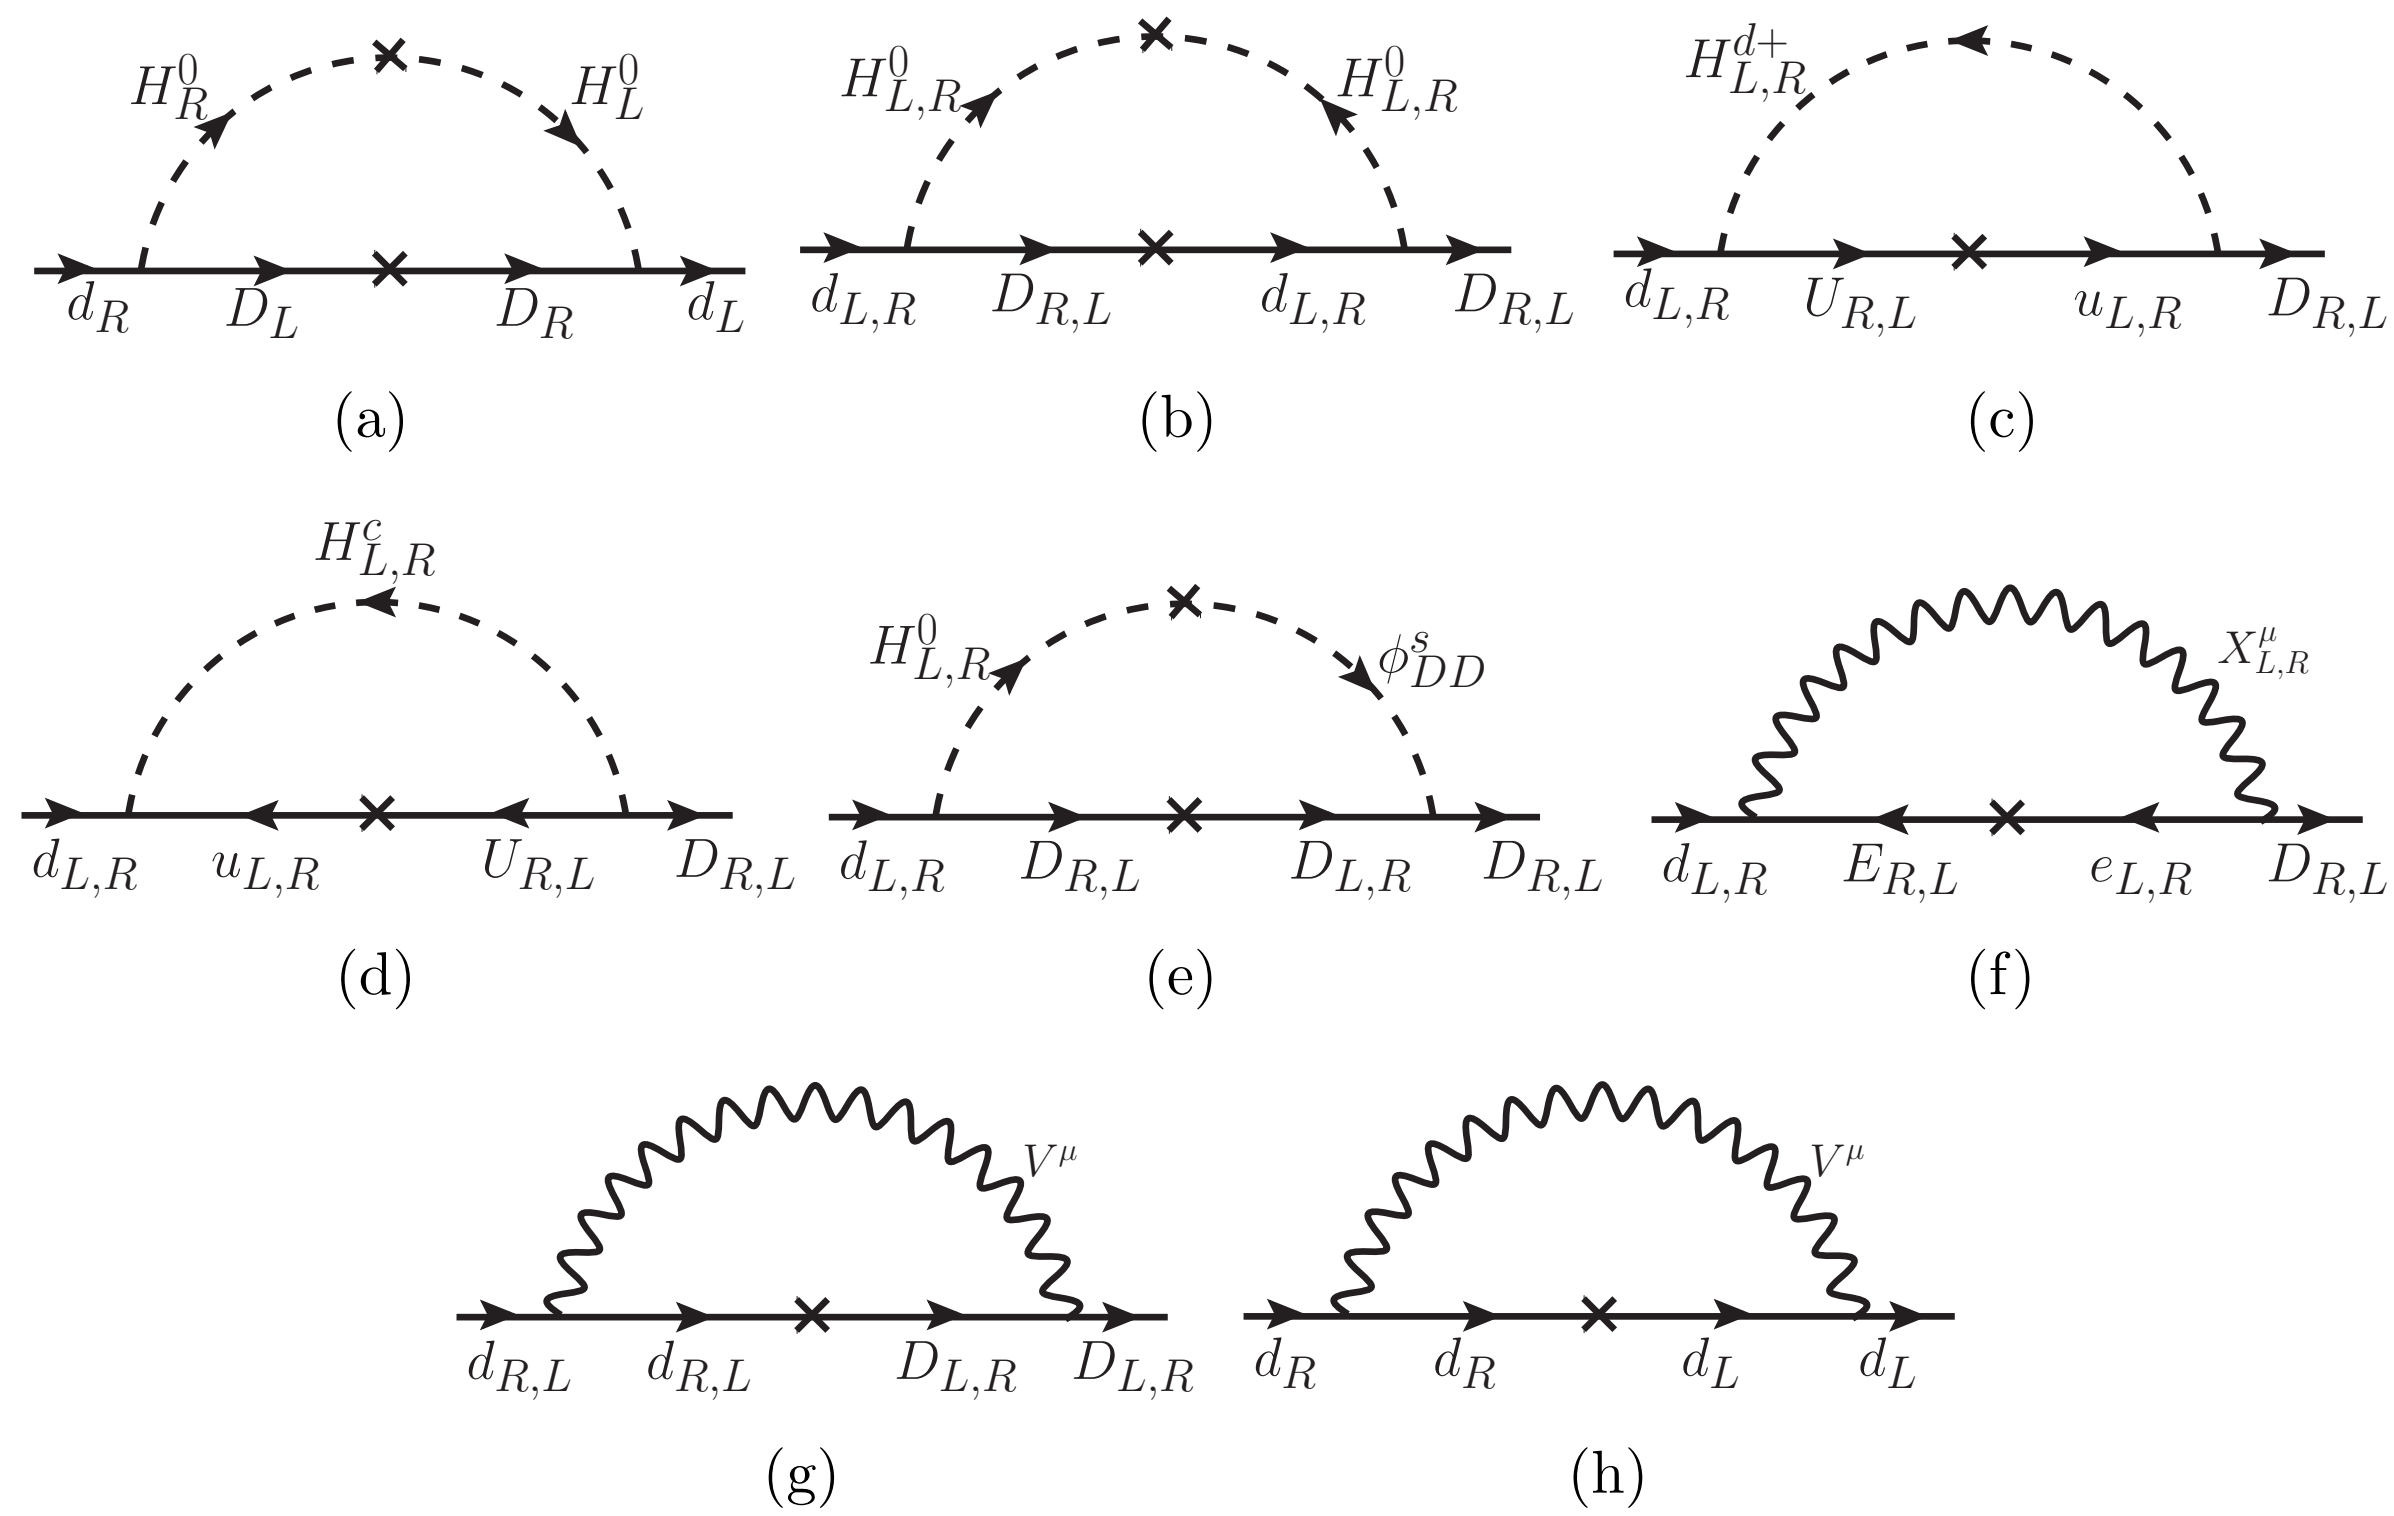 H^0_R H^0_L
d_R D_L D_R d_L
(a)
H^0_{L,R} H^0_{L,R}
d_{L,R} D_{R,L} d_{L,R} D_{R,L}
(b)
H^{d+}_{L,R}
d_{L,R} U_{R,L} u_{L,R} D_{R,L}
(c)
H^c_{L,R}
d_{L,R} u_{L,R} U_{R,L} D_{R,L}
(d)
H^0_{L,R} ϕ^s_{DD}
d_{L,R} D_{R,L} D_{L,R} D_{R,L}
(e)
X^μ_{L,R}
d_{L,R} E_{R,L} e_{L,R} D_{R,L}
(f)
V^μ
d_{R,L} d_{R,L} D_{L,R} D_{L,R}
(g)
V^μ
d_R d_R d_L d_L
(h)